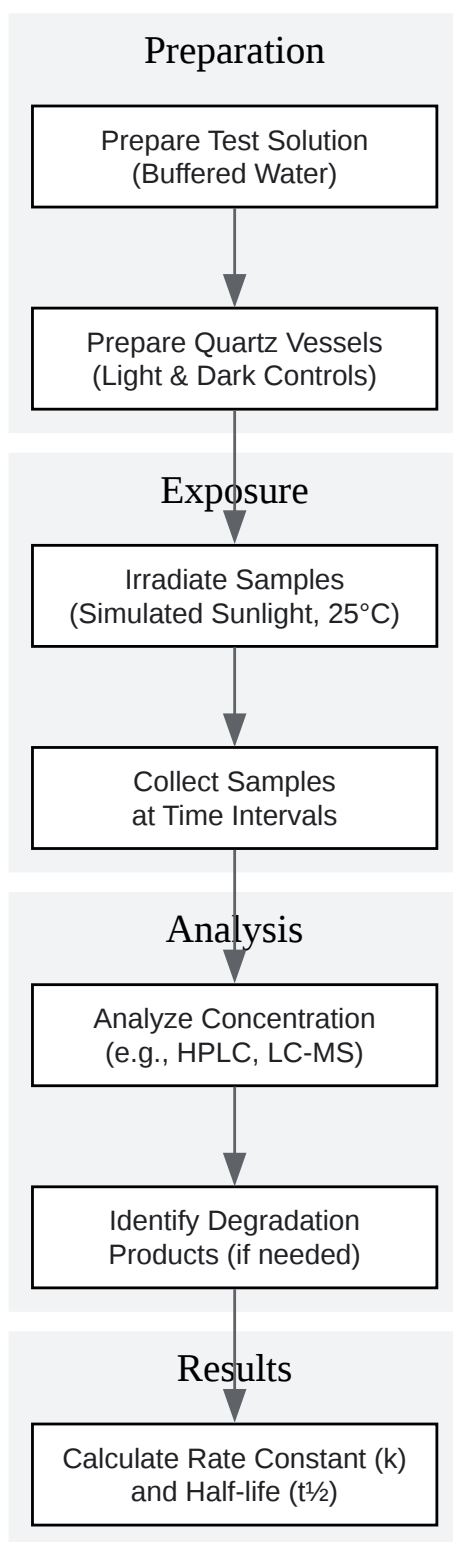 Preparation
Prepare Test Solution
(Buffered Water)
Prepare Quartz Vessels
(Light & Dark Controls)
Exposure
Irradiate Samples
(Simulated Sunlight, 25°C)
Collect Samples
at Time Intervals
Analysis
Analyze Concentration
(e.g., HPLC, LC-MS)
Identify Degradation
Products (if needed)
Results
Calculate Rate Constant (k)
and Half-life (t½)